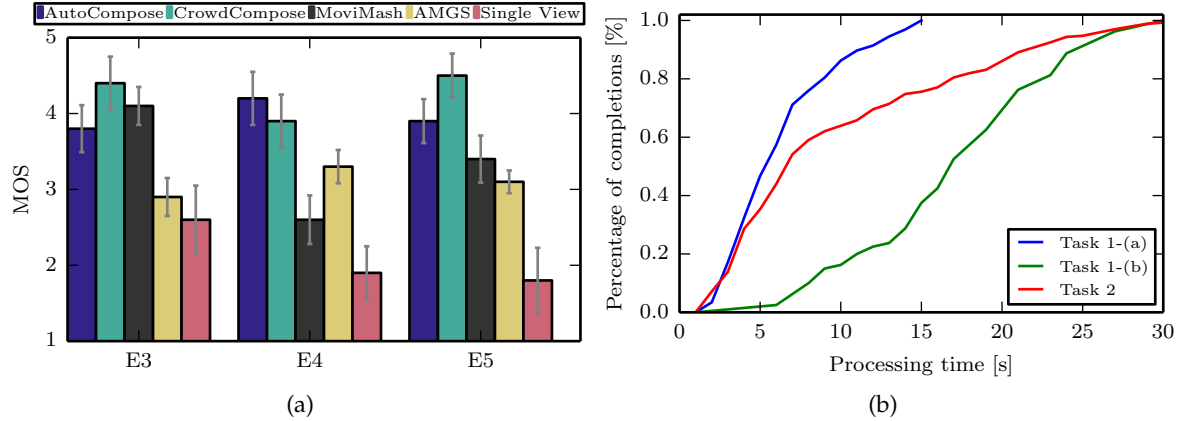 AutoCompose CrowdCompose MoviMash AMGS Single View
5
4
3
2
1
MOS
E3 E4 E5
(a)
Percentage of completions [%]
1.0
0.8
0.6
0.4
0.2
0.0
Task 1-(a)
Task 1-(b)
Task 2
0 5 10 15 20 25 30
Processing time [s]
(b)